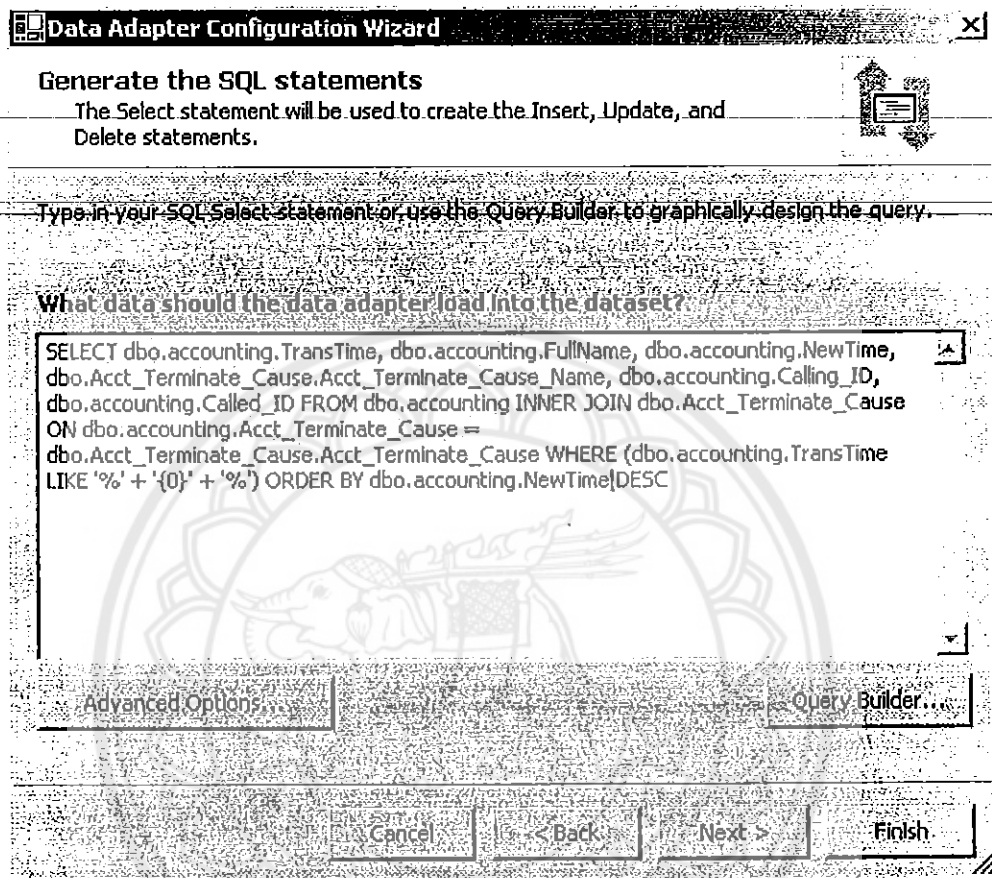 Data Adapter Configuration Wizard
Generate the SQL statements
The Select statement will be used to create the Insert, Update, and
Delete statements.
Type in your SQL Select statement or use the Query Builder to graphically design the query.
What data should the data adapter load into the dataset?
SELECT dbo.accounting.TransTime, dbo.accounting.FullName, dbo.accounting.NewTime,
dbo.Acct_Terminate_Cause.Acct_Terminate_Cause_Name, dbo.accounting.Calling_ID,
dbo.accounting.Called_ID FROM dbo.accounting INNER JOIN dbo.Acct_Terminate_Cause
ON dbo.accounting.Acct_Terminate_Cause =
dbo.Acct_Terminate_Cause.Acct_Terminate_Cause WHERE (dbo.accounting.TransTime
LIKE '%' + '{0}' + '%') ORDER BY dbo.accounting.NewTime DESC
Advanced Options...
Query Builder...
Cancel
< Back
Next >
Finish